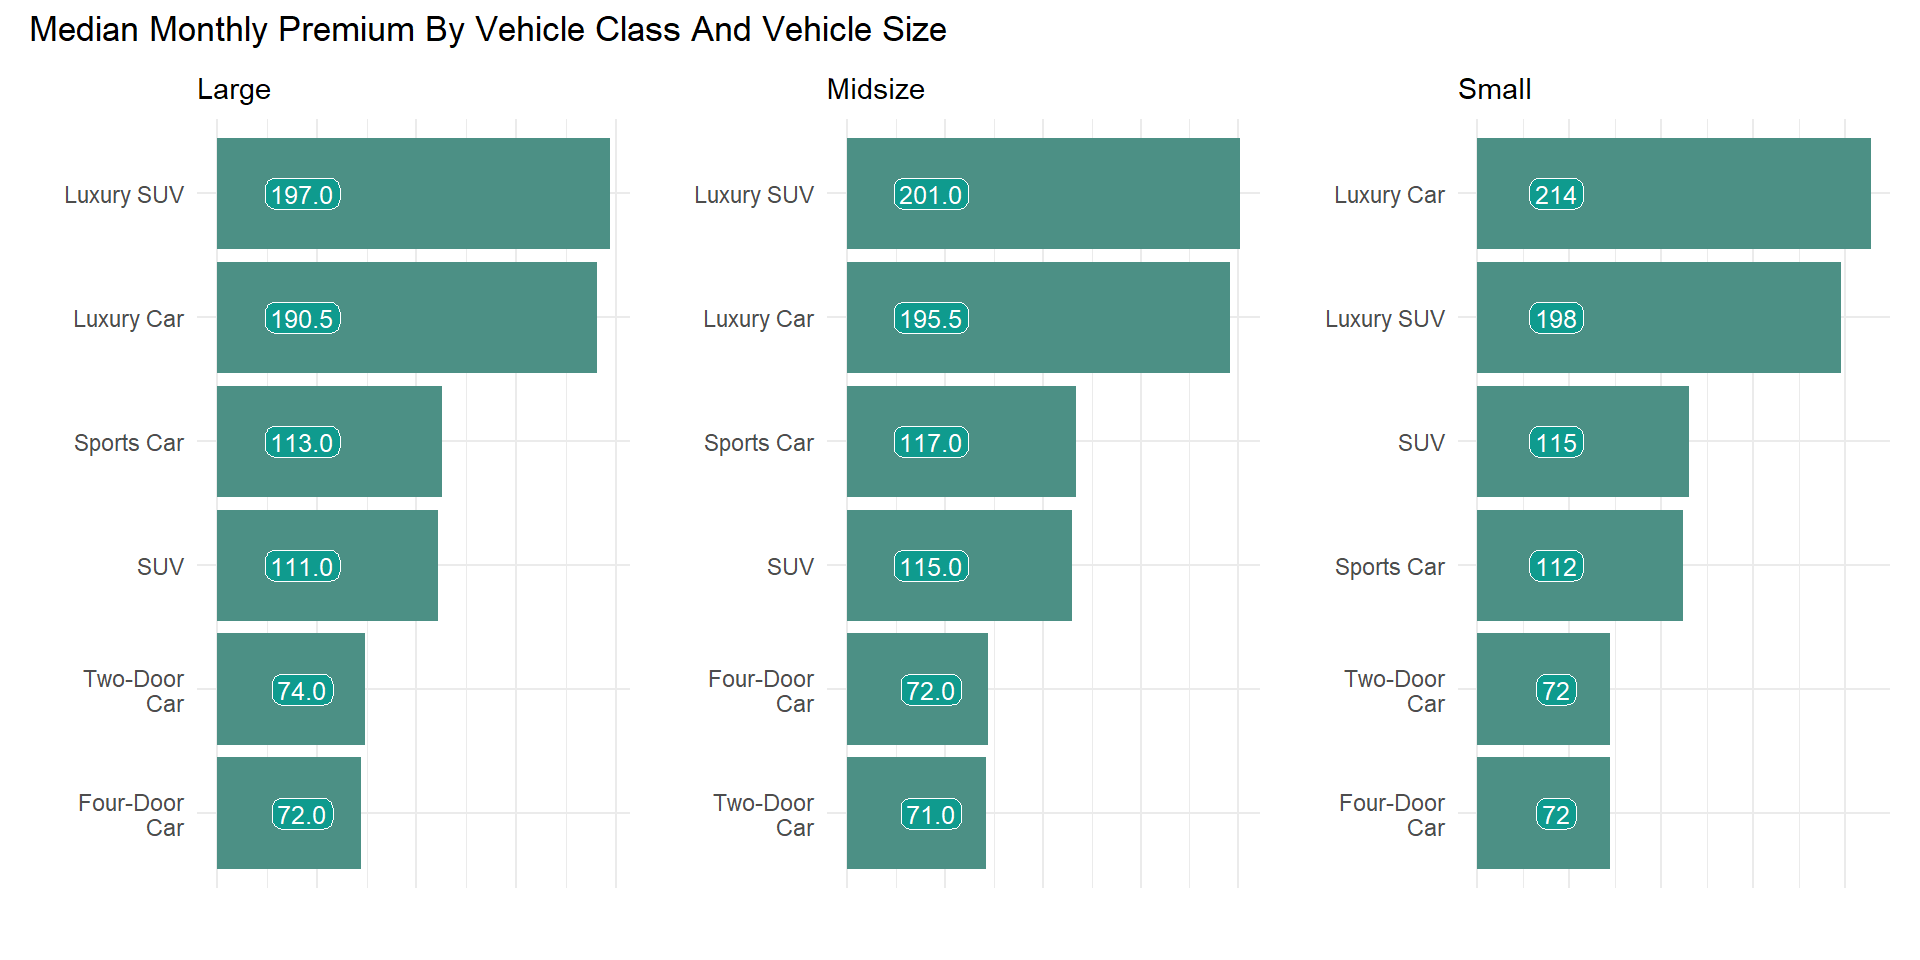 Median Monthly Premium By Vehicle Class And Vehicle Size
Large
Luxury SUV
197.0
Luxury Car
190.5
Sports Car
113.0
SUV
111.0
Two-Door
Car
74.0
Four-Door
Car
72.0
Midsize
Luxury SUV
201.0
Luxury Car
195.5
Sports Car
117.0
SUV
115.0
Four-Door
Car
72.0
Two-Door
Car
71.0
Small
Luxury Car
214
Luxury SUV
198
SUV
115
Sports Car
112
Two-Door
Car
72
Four-Door
Car
72